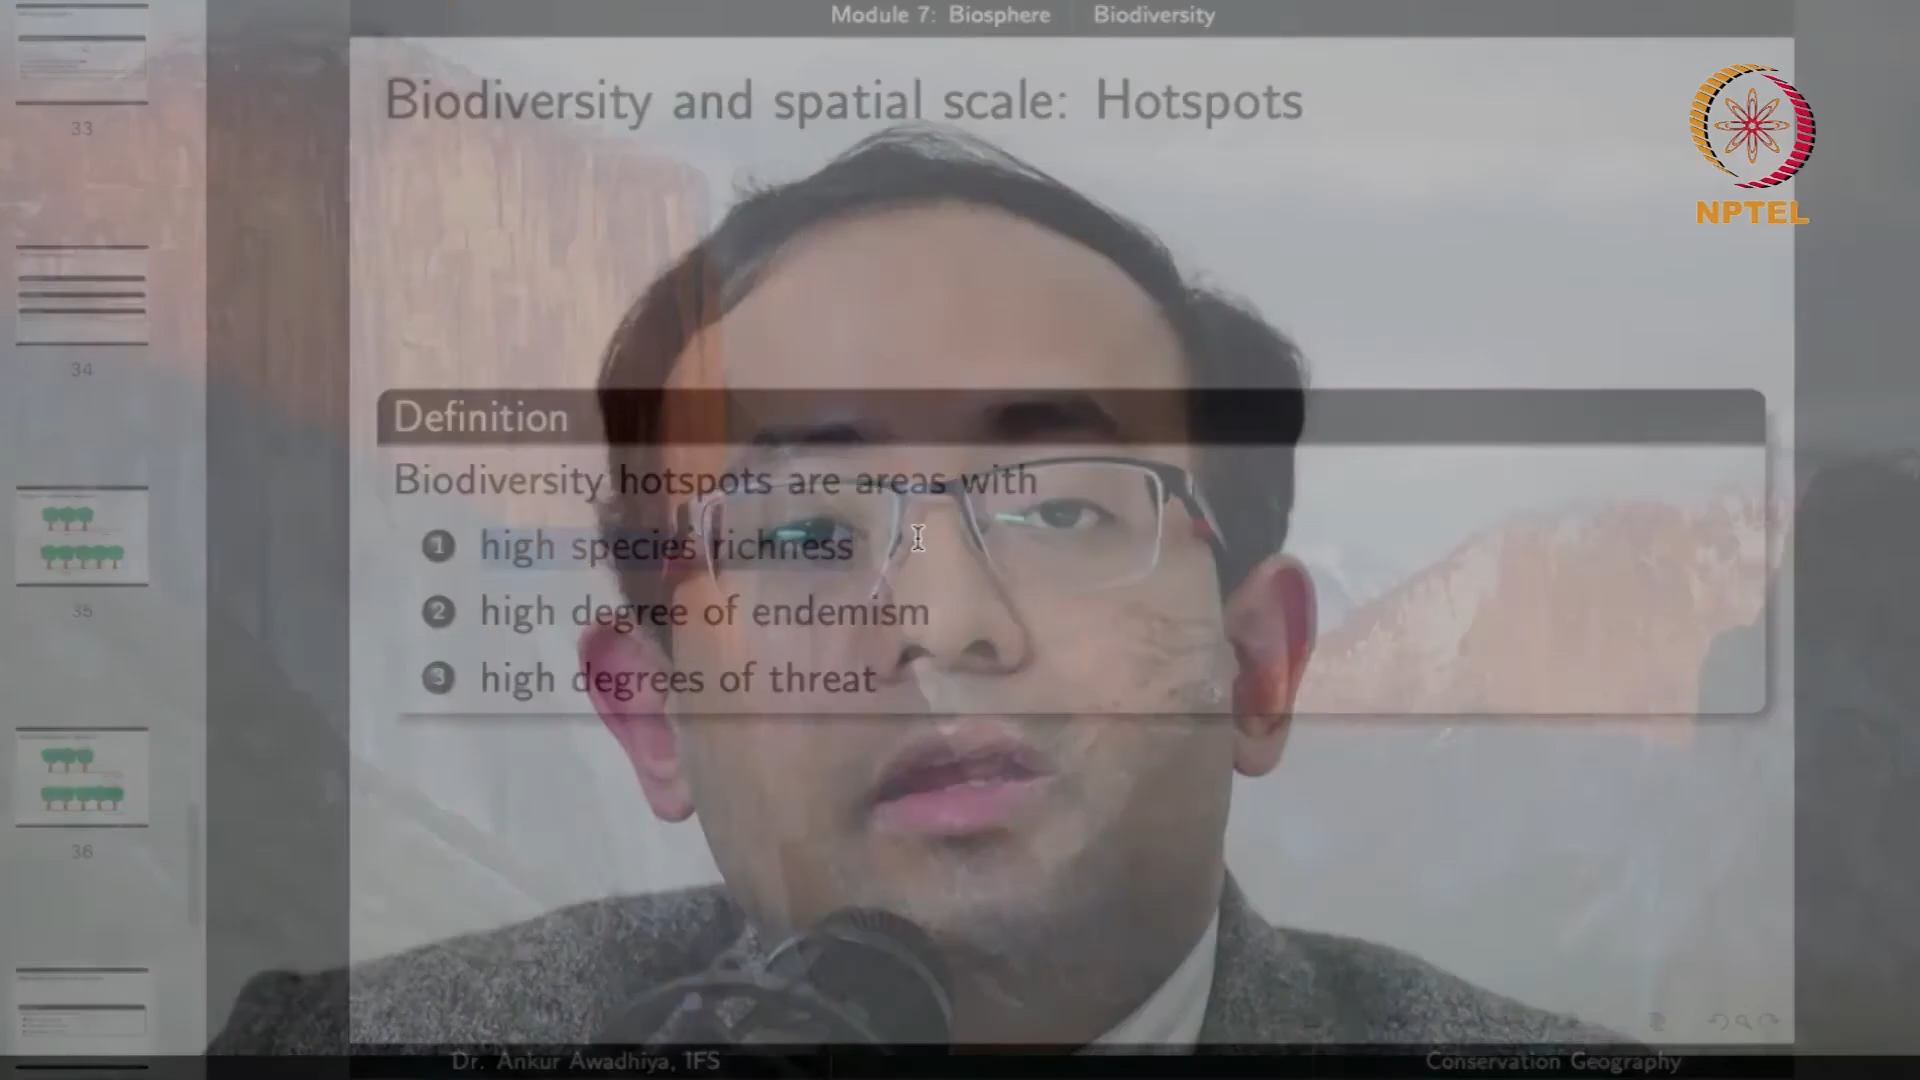 Module 7: Biosphere Biodiversity
Biodiversity and spatial scale: Hotspots
NPTEL
33
34
35
36
Definition
Biodiversity hotspots are areas with
1 high species richness
2 high degree of endemism
3 high degrees of threat
Dr. Ankur Awadhiya, IFS Conservation Geography